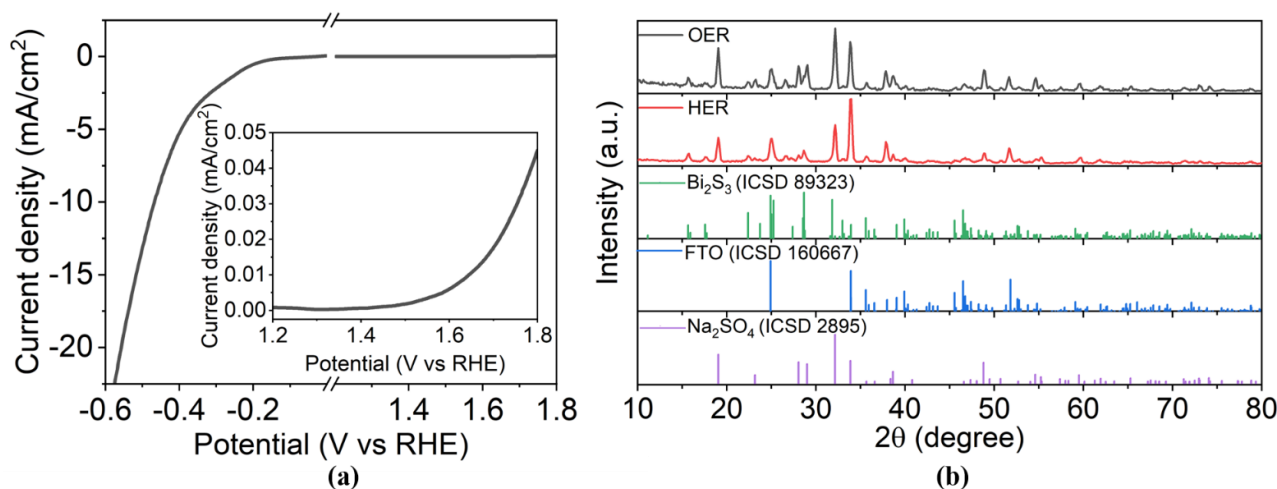 0
-5
-10
-15
-20
Current density (mA/cm²)
-0.6
-0.4
-0.2
1.4
1.6
1.8
Potential (V vs RHE)
0.05
0.04
0.03
0.02
0.01
0.00
Current density (mA/cm²)
1.2
1.4
1.6
1.8
Potential (V vs RHE)
(a)
OER
HER
Bi₂S₃ (ICSD 89323)
FTO (ICSD 160667)
Na₂SO₄ (ICSD 2895)
Intensity (a.u.)
10
20
30
40
50
60
70
80
2θ (degree)
(b)